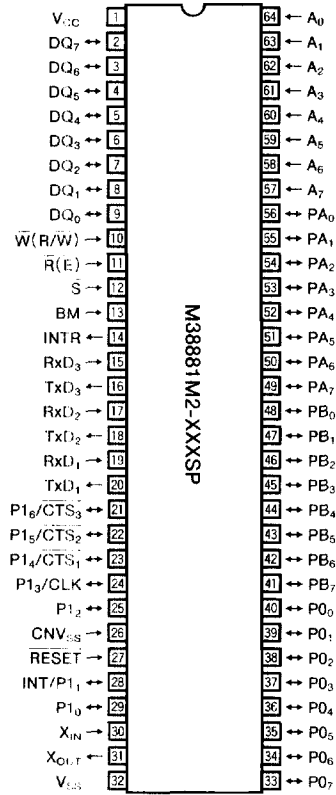 VCC 1 64 A0
DQ7 2 63 A1
DQ6 3 62 A2
DQ5 4 61 A3
DQ4 5 60 A4
DQ3 6 59 A5
DQ2 7 58 A6
DQ1 8 57 A7
DQ0 9 56 PA0
W̅(R/W̅) 10 55 PA1
R̅(E̅) 11 54 PA2
S̅ 12 53 PA3
BM 13 52 PA4
INTR 14 51 PA5
RxD3 15 50 PA6
TxD3 16 49 PA7
RxD2 17 48 PB0
TxD2 18 47 PB1
RxD1 19 46 PB2
TxD1 20 45 PB3
P16/C̅T̅S̅3 21 44 PB4
P15/C̅T̅S̅2 22 43 PB5
P14/C̅T̅S̅1 23 42 PB6
P13/CLK 24 41 PB7
P12 25 40 P00
CNVSS 26 39 P01
R̅E̅S̅E̅T̅ 27 38 P02
INT/P11 28 37 P03
P10 29 36 P04
XIN 30 35 P05
XOUT 31 34 P06
VSS 32 33 P07
M38881M2-XXXSP